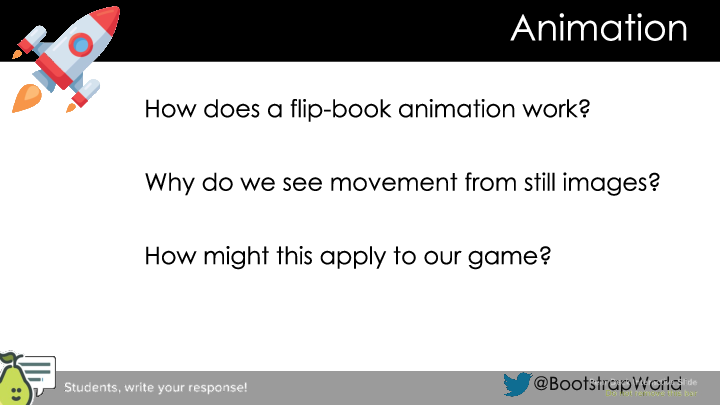 Animation
How does a flip-book animation work?
Why do we see movement from still images?
How might this apply to our game?
Students, write your response!
@BootstrapWorld